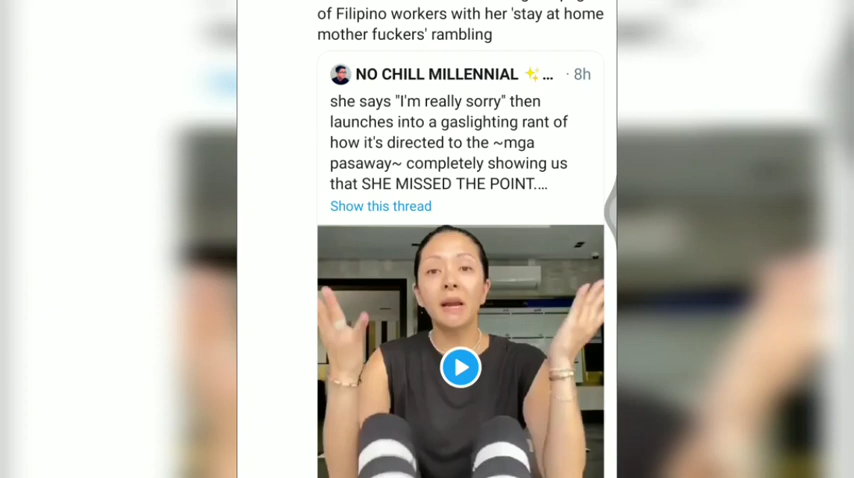 of Filipino workers with her 'stay at home
mother fuckers' rambling
NO CHILL MILLENNIAL ✨... · 8h
she says "I'm really sorry" then
launches into a gaslighting rant of
how it's directed to the ~mga
pasaway~ completely showing us
that SHE MISSED THE POINT....
Show this thread